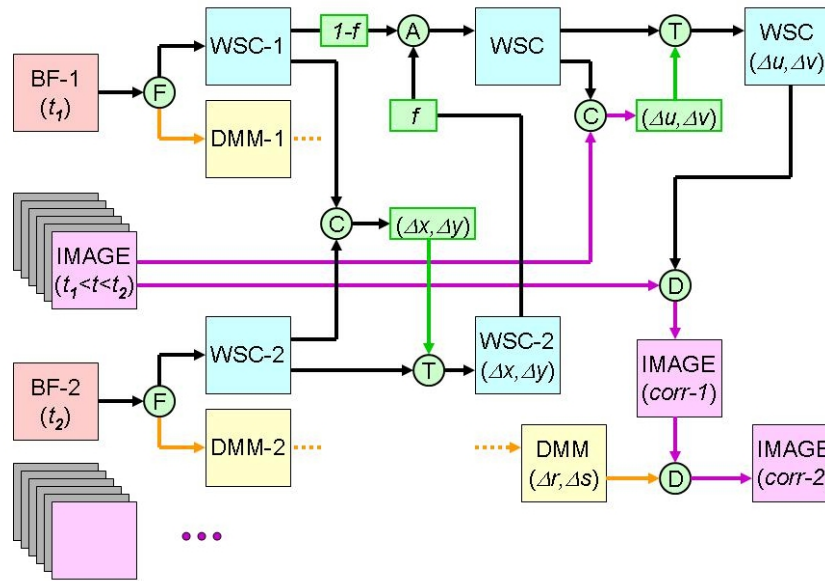 WSC-1
1-f
A
WSC
T
WSC
(Δu,Δv)
BF-1
(t1)
F
DMM-1
f
C
(Δu,Δv)
IMAGE
(t1<t<t2)
C
(Δx,Δy)
D
BF-2
(t2)
F
WSC-2
T
WSC-2
(Δx,Δy)
IMAGE
(corr-1)
DMM-2
DMM
(Δr,Δs)
D
IMAGE
(corr-2)